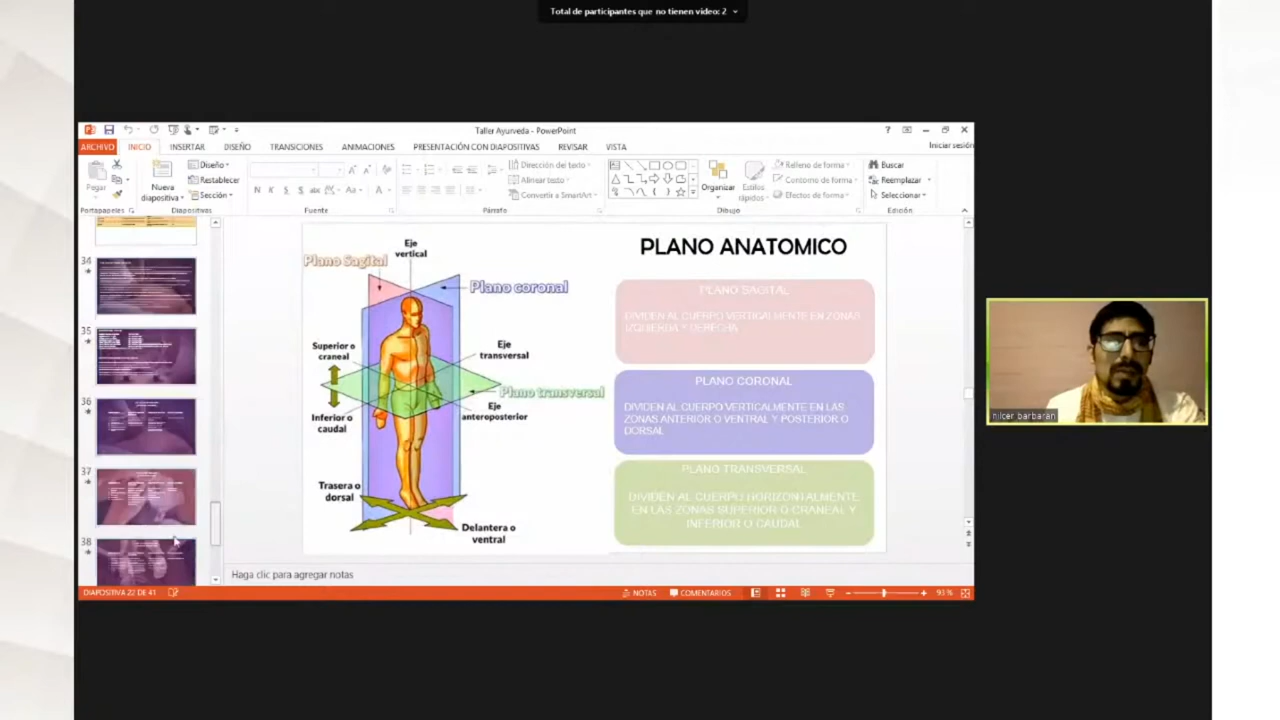 Total de participantes que no tienen video: 2
Taller Ayurveda - PowerPoint
ARCHIVO INICIO INSERTAR DISEÑO TRANSICIONES ANIMACIONES PRESENTACIÓN CON DIAPOSITIVAS REVISAR VISTA
Iniciar sesión
Pegar
Portapapeles
Nueva
diapositiva
Diseño
Restablecer
Sección
Diapositivas
N K S S abc
Aa
A
Fuente
Dirección del texto
Alinear texto
Convertir a SmartArt
Párrafo
Organizar
Estilos
rápidos
Relleno de forma
Contorno de forma
Efectos de forma
Dibujo
Buscar
Reemplazar
Seleccionar
Edición
34
35
36
37
38
Eje
vertical
Plano Sagital
Plano coronal
Superior o
craneal
Eje
transversal
Plano transversal
Inferior o
caudal
Eje
anteroposterior
Trasera o
dorsal
Delantera o
ventral
PLANO ANATOMICO
PLANO SAGITAL
DIVIDEN AL CUERPO VERTICALMENTE EN ZONAS
IZQUIERDA Y DERECHA
PLANO CORONAL
DIVIDEN AL CUERPO VERTICALMENTE EN LAS
ZONAS ANTERIOR O VENTRAL Y POSTERIOR O
DORSAL
PLANO TRANSVERSAL
DIVIDEN AL CUERPO HORIZONTALMENTE
EN LAS ZONAS SUPERIOR O CRANEAL Y
INFERIOR O CAUDAL
Haga clic para agregar notas
DIAPOSITIVA 22 DE 41
NOTAS COMENTARIOS
93 %
hilcer barbaran